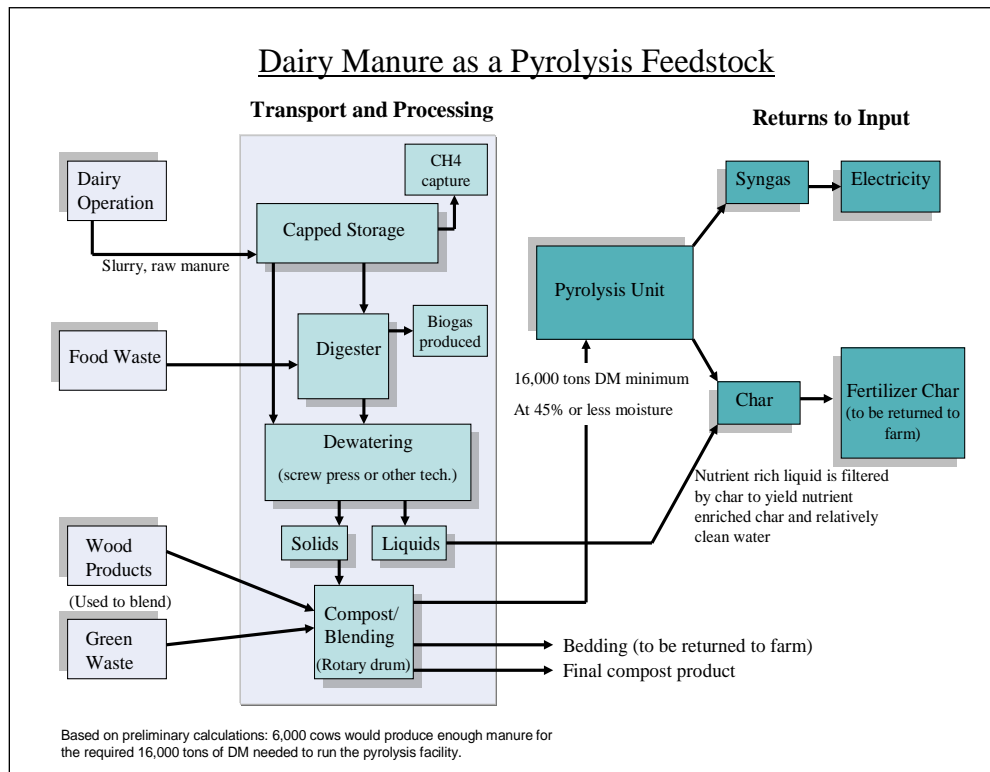 Dairy Manure as a Pyrolysis Feedstock
Transport and Processing
Returns to Input
Dairy
Operation
Slurry, raw manure
CH4
capture
Capped Storage
Food Waste
Digester
Biogas
produced
Dewatering
(screw press or other tech.)
Solids
Liquids
Wood
Products
(Used to blend)
Green
Waste
Compost/
Blending
(Rotary drum)
Bedding (to be returned to farm)
Final compost product
16,000 tons DM minimum
At 45% or less moisture
Pyrolysis Unit
Syngas
Electricity
Char
Fertilizer Char
(to be returned to
farm)
Nutrient rich liquid is filtered
by char to yield nutrient
enriched char and relatively
clean water
Based on preliminary calculations: 6,000 cows would produce enough manure for
the required 16,000 tons of DM needed to run the pyrolysis facility.